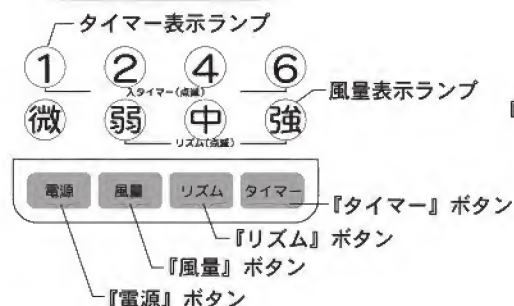 タイマー表示ランプ
1 2 4 6
入タイマー(点滅)
風量表示ランプ
微 弱 中 強
リズム(点滅)
『
電源 風量 リズム タイマー
『タイマー』ボタン
『リズム』ボタン
『風量』ボタン
『電源』ボタン